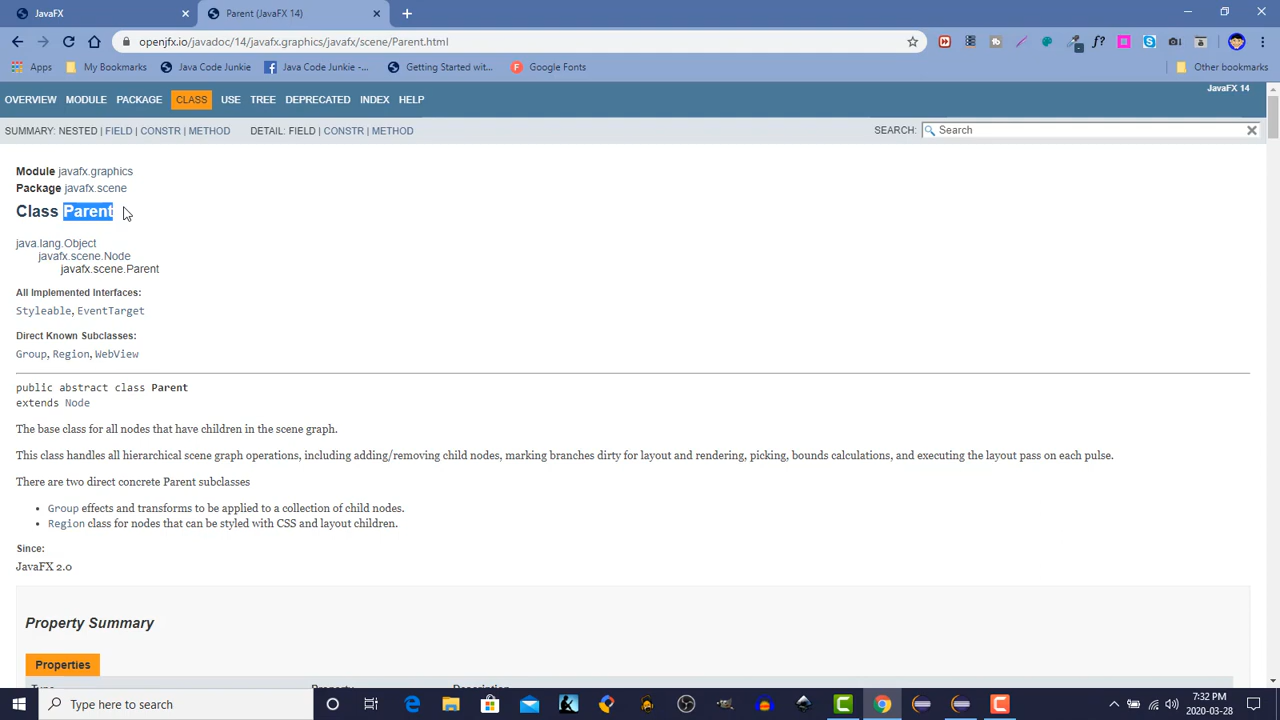 JavaFX
Parent (JavaFX 14)
openjfx.io/javadoc/14/javafx.graphics/javafx/scene/Parent.html
Apps
My Bookmarks
Java Code Junkie
Java Code Junkie -...
Getting Started wit...
Google Fonts
Other bookmarks
OVERVIEW MODULE PACKAGE CLASS USE TREE DEPRECATED INDEX HELP
JavaFX 14
SUMMARY: NESTED | FIELD | CONSTR | METHOD DETAIL: FIELD | CONSTR | METHOD
SEARCH: Search
Module javafx.graphics
Package javafx.scene
Class Parent
java.lang.Object
javafx.scene.Node
javafx.scene.Parent
All Implemented Interfaces:
Styleable, EventTarget
Direct Known Subclasses:
Group, Region, WebView
public abstract class Parent
extends Node
The base class for all nodes that have children in the scene graph.
This class handles all hierarchical scene graph operations, including adding/removing child nodes, marking branches dirty for layout and rendering, picking, bounds calculations, and executing the layout pass on each pulse.
There are two direct concrete Parent subclasses
• Group effects and transforms to be applied to a collection of child nodes.
• Region class for nodes that can be styled with CSS and layout children.
Since:
JavaFX 2.0
Property Summary
Properties
Type Property Description
Type here to search
7:32 PM
2020-03-28